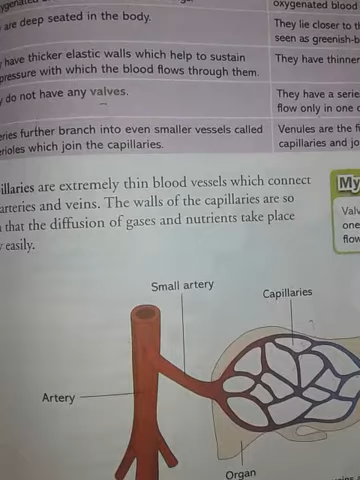 oxygenated blood
are deep seated in the body.
They lie closer to th
seen as greenish-b
have thicker elastic walls which help to sustain
pressure with which the blood flows through them.
They have thinner
do not have any valves.
They have a serie
flow only in one d
further branch into even smaller vessels called
which join the capillaries.
Venules are the fi
capillaries and jo
illaries are extremely thin blood vessels which connect
arteries and veins. The walls of the capillaries are so
that the diffusion of gases and nutrients take place
easily.
My
Valv
one
flow
Small artery
Capillaries
Artery
Organ